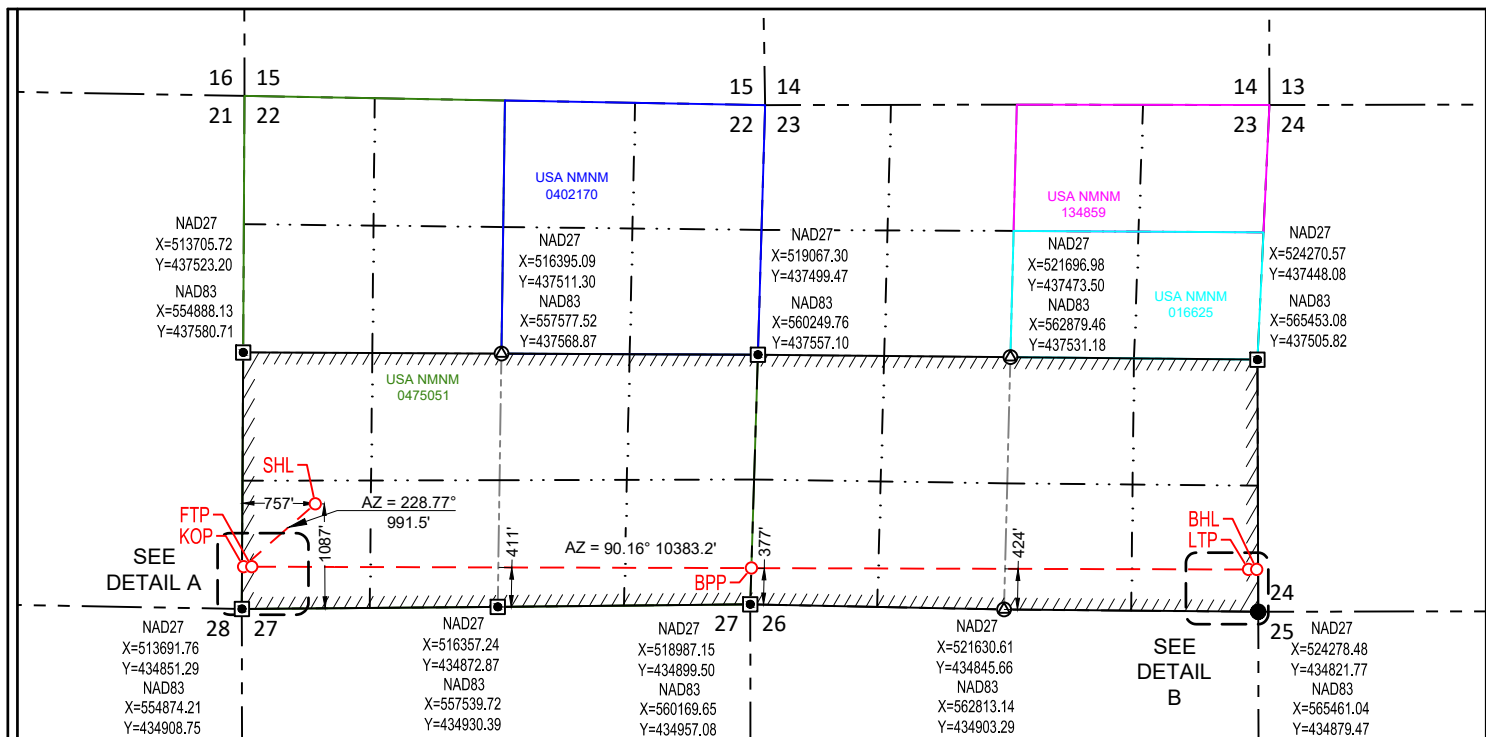 16 15
15 14
14 13
21 22
22 23
23 24
USA NMNM
0402170
USA NMNM
134859
NAD27
X=513705.72
Y=437523.20
NAD83
X=554888.13
Y=437580.71
NAD27
X=516395.09
Y=437511.30
NAD83
X=557577.52
Y=437568.87
NAD27
X=519067.30
Y=437499.47
NAD83
X=560249.76
Y=437557.10
NAD27
X=521696.98
Y=437473.50
NAD83
X=562879.46
Y=437531.18
USA NMNM
016625
NAD27
X=524270.57
Y=437448.08
NAD83
X=565453.08
Y=437505.82
USA NMNM
0475051
SHL
757'
AZ = 228.77°
991.5'
1087'
FTP
KOP
SEE
DETAIL A
411'
AZ = 90.16° 10383.2'
BPP
377'
424'
BHL
LTP
28 27
27 26
24
25
SEE
DETAIL
B
NAD27
X=513691.76
Y=434851.29
NAD83
X=554874.21
Y=434908.75
NAD27
X=516357.24
Y=434872.87
NAD83
X=557539.72
Y=434930.39
NAD27
X=518987.15
Y=434899.50
NAD83
X=560169.65
Y=434957.08
NAD27
X=521630.61
Y=434845.66
NAD83
X=562813.14
Y=434903.29
NAD27
X=524278.48
Y=434821.77
NAD83
X=565461.04
Y=434879.47